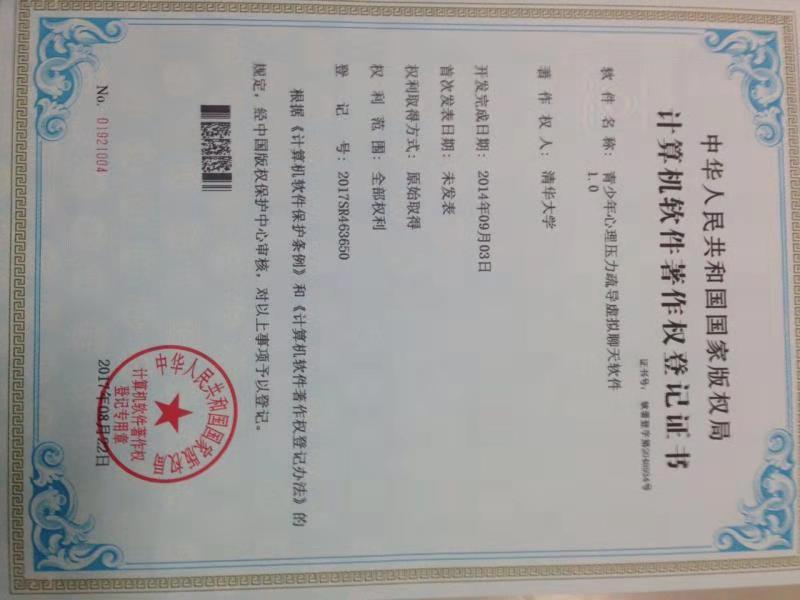 中华人民共和国国家版权局
计算机软件著作权登记证书
证书号： 软著登字第2048934号
软件名称： 青少年心理压力疏导虚拟聊天软件
1.0
著作权人： 清华大学
开发完成日期： 2014年09月03日
首次发表日期： 未发表
权利取得方式： 原始取得
权利范围： 全部权利
登记号： 2017SR463650
根据《计算机软件保护条例》和《计算机软件著作权登记办法》的
规定，经中国版权保护中心审核，对以上事项予以登记。
中华人民共和国国家版权局
计算机软件著作权
登记专用章
No. 01921004
2017年08月22日